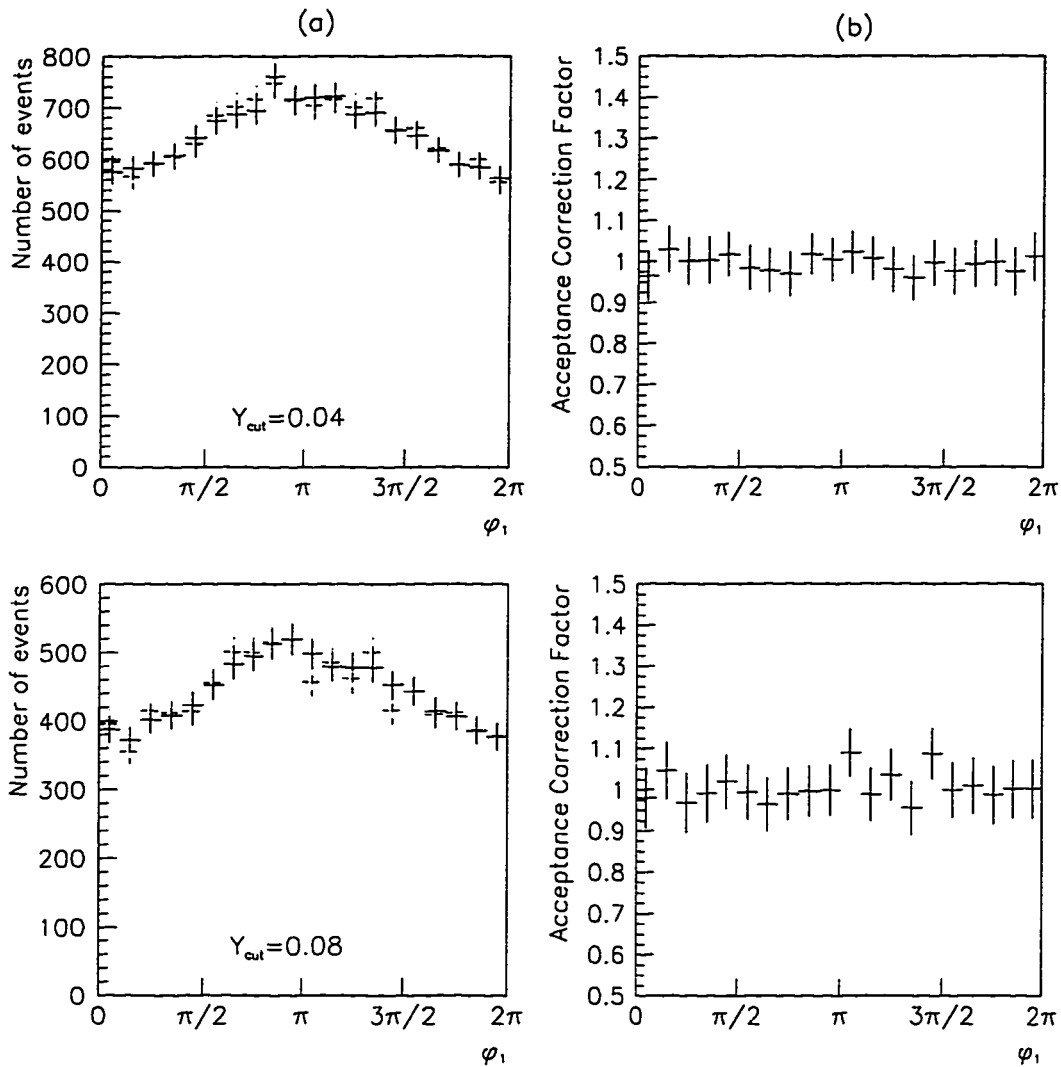 (a)
(b)
Number of events
800
700
600
500
400
300
200
100
0
Y_cut=0.04
0 π/2 π 3π/2 2π
φ₁
Acceptance Correction Factor
1.5
1.4
1.3
1.2
1.1
1
0.9
0.8
0.7
0.6
0.5
0 π/2 π 3π/2 2π
φ₁
Number of events
600
500
400
300
200
100
0
Y_cut=0.08
0 π/2 π 3π/2 2π
φ₁
Acceptance Correction Factor
1.5
1.4
1.3
1.2
1.1
1
0.9
0.8
0.7
0.6
0.5
0 π/2 π 3π/2 2π
φ₁